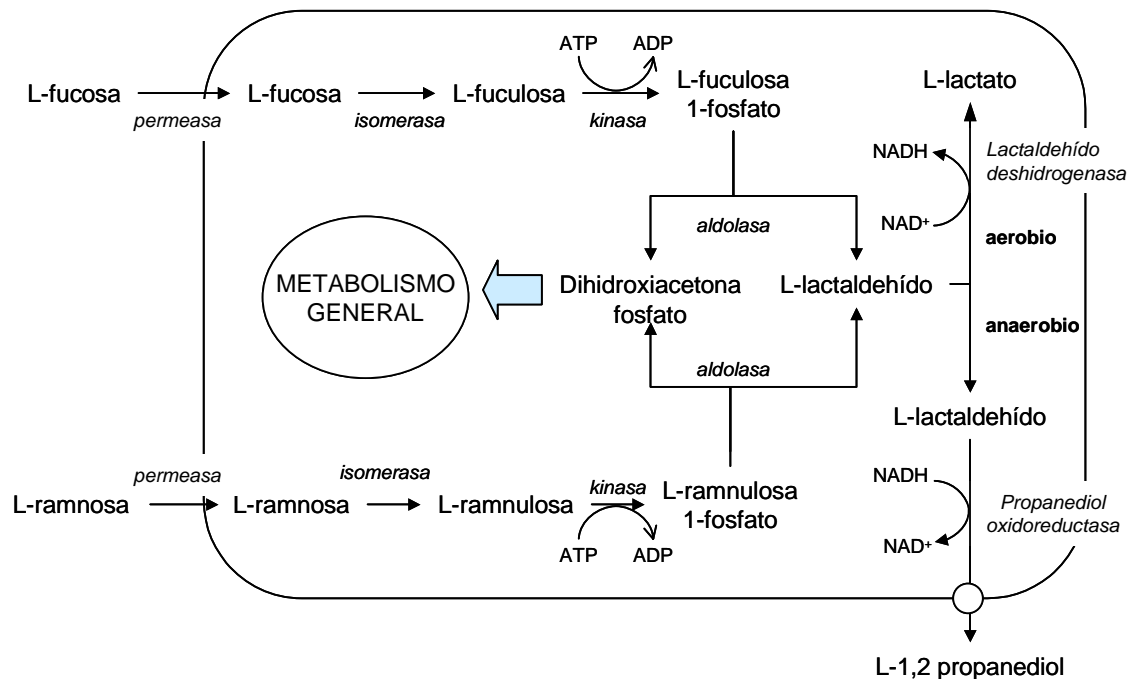 ATP
ADP
L-fucosa
permeasa
L-fucosa
isomerasa
L-fuculosa
kinasa
L-fuculosa
1-fosfato
L-lactato
NADH
NAD+
Lactaldehído
deshidrogenasa
aerobio
aldolasa
METABOLISMO
GENERAL
Dihidroxiacetona
fosfato
L-lactaldehído
anaerobio
aldolasa
L-lactaldehído
L-ramnosa
permeasa
L-ramnosa
isomerasa
L-ramnulosa
kinasa
ATP
ADP
L-ramnulosa
1-fosfato
NADH
NAD+
Propanediol
oxidoreductasa
L-1,2 propanediol